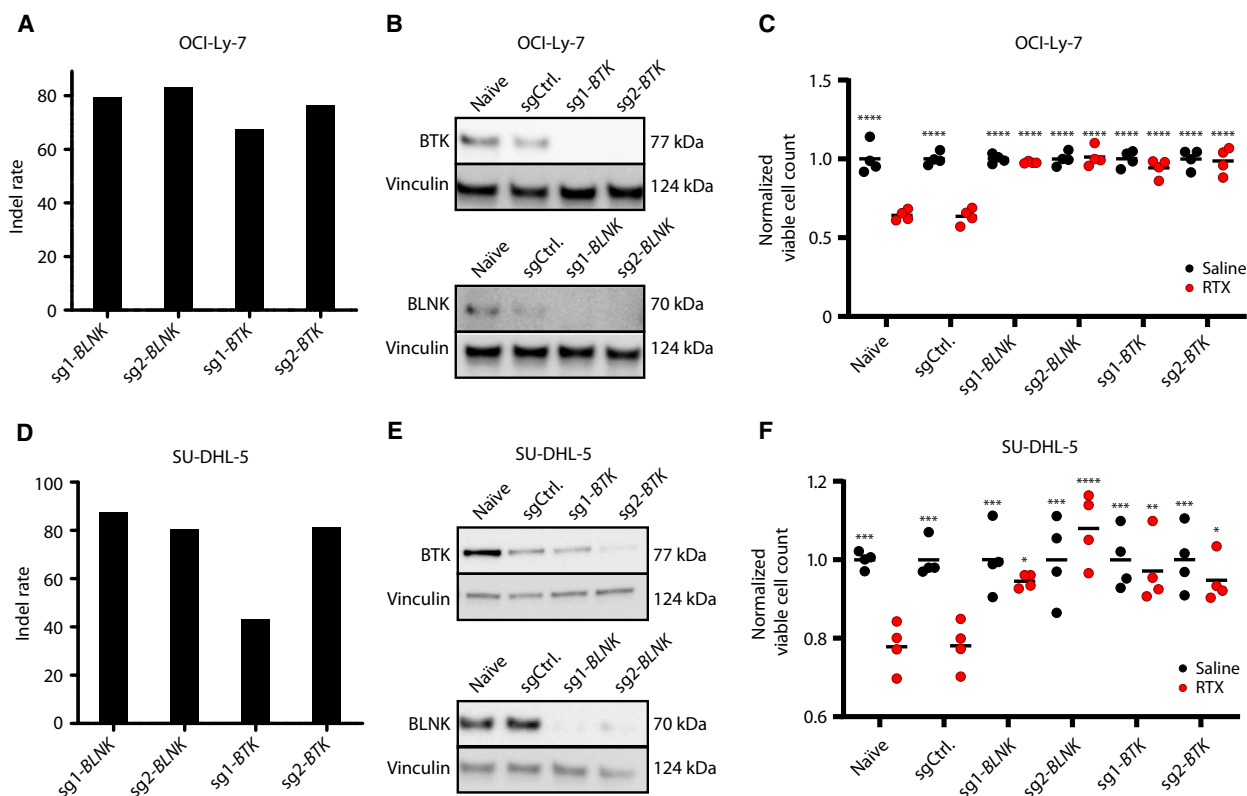 A
OCI-Ly-7
Indel rate
80
60
40
20
0
sg1-BLNK
sg2-BLNK
sg1-BTK
sg2-BTK
B
OCI-Ly-7
Naïve
sgCtrl.
sg1-BTK
sg2-BTK
BTK
77 kDa
Vinculin
124 kDa
Naïve
sgCtrl.
sg1-BLNK
sg2-BLNK
BLNK
70 kDa
Vinculin
124 kDa
C
OCI-Ly-7
Normalized
viable cell count
1.5
1.0
0.5
0
**** **** **** **** **** **** **** **** **** ****
Saline
RTX
Naïve
sgCtrl.
sg1-BLNK
sg2-BLNK
sg1-BTK
sg2-BTK
D
SU-DHL-5
Indel rate
100
80
60
40
20
0
sg1-BLNK
sg2-BLNK
sg1-BTK
sg2-BTK
E
SU-DHL-5
Naïve
sgCtrl.
sg1-BTK
sg2-BTK
BTK
77 kDa
Vinculin
124 kDa
Naïve
sgCtrl.
sg1-BLNK
sg2-BLNK
BLNK
70 kDa
Vinculin
124 kDa
F
SU-DHL-5
Normalized
viable cell count
1.2
1.0
0.8
0.6
*** *** *** * *** **** *** ** *** *
Saline
RTX
Naïve
sgCtrl.
sg1-BLNK
sg2-BLNK
sg1-BTK
sg2-BTK